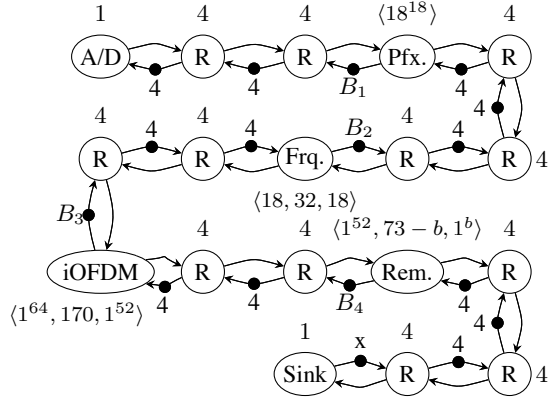 1 4 4 ⟨18^18⟩ 4
A/D R R Pfx. R
4 4 B_1 4
4 4 4 B_2 4 4
R R Frq. R R 4
⟨18, 32, 18⟩
B_3 4 4 ⟨1^52, 73 − b, 1^b⟩ 4
iOFDM R R Rem. R
⟨1^64, 170, 1^52⟩ 4 4 B_4 4
1 x 4 4 4
Sink R R 4